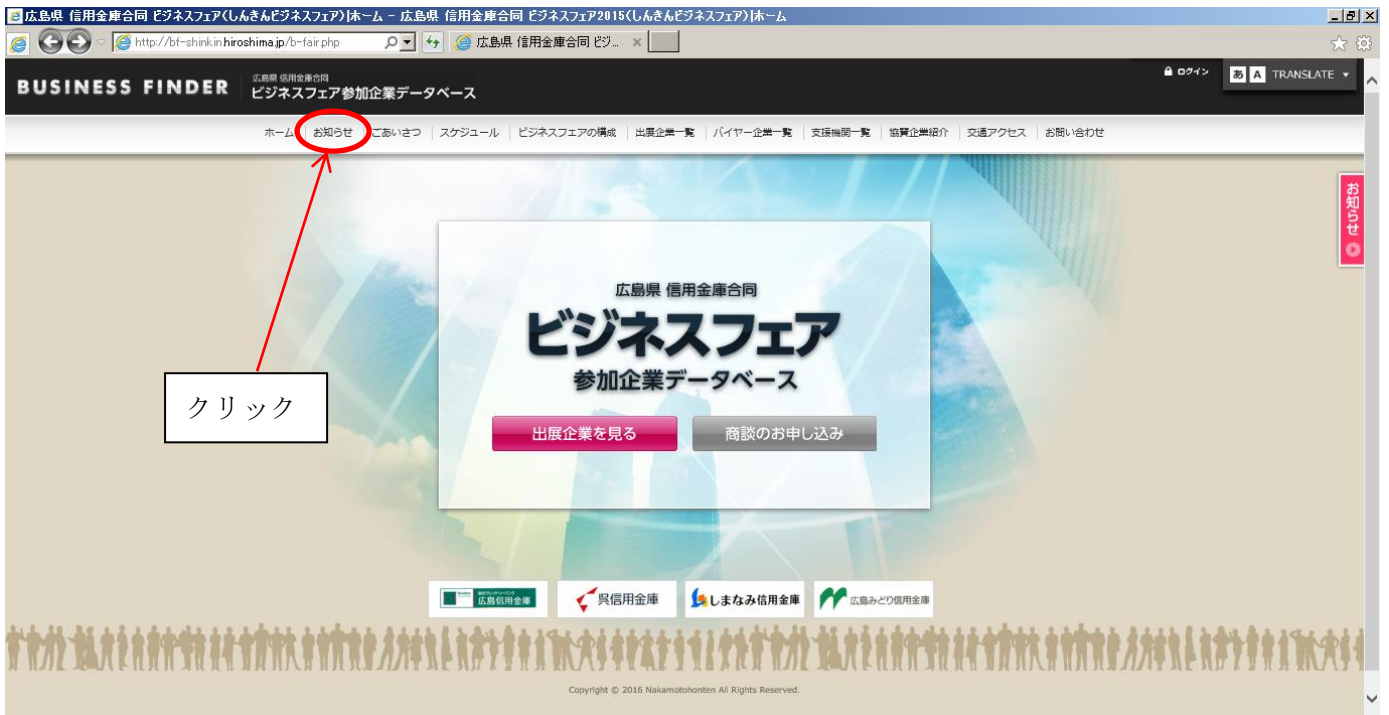 広島県 信用金庫合同 ビジネスフェア(しんきんビジネスフェア)|ホーム - 広島県 信用金庫合同 ビジネスフェア2015(しんきんビジネスフェア)|ホーム
http://bf-shinkin.hiroshima.jp/b-fair.php
広島県 信用金庫合同 ビジ...
BUSINESS FINDER
広島県 信用金庫合同
ビジネスフェア参加企業データベース
ログイン
あ A TRANSLATE
ホーム お知らせ ごあいさつ スケジュール ビジネスフェアの構成 出展企業一覧 バイヤー企業一覧 支援機関一覧 協賛企業紹介 交通アクセス お問い合わせ
お知らせ
広島県 信用金庫合同
ビジネスフェア
参加企業データベース
クリック
出展企業を見る 商談のお申し込み
広島信用金庫 呉信用金庫 しまなみ信用金庫 広島みどり信用金庫
Copyright © 2016 Nakamotohonten All Rights Reserved.